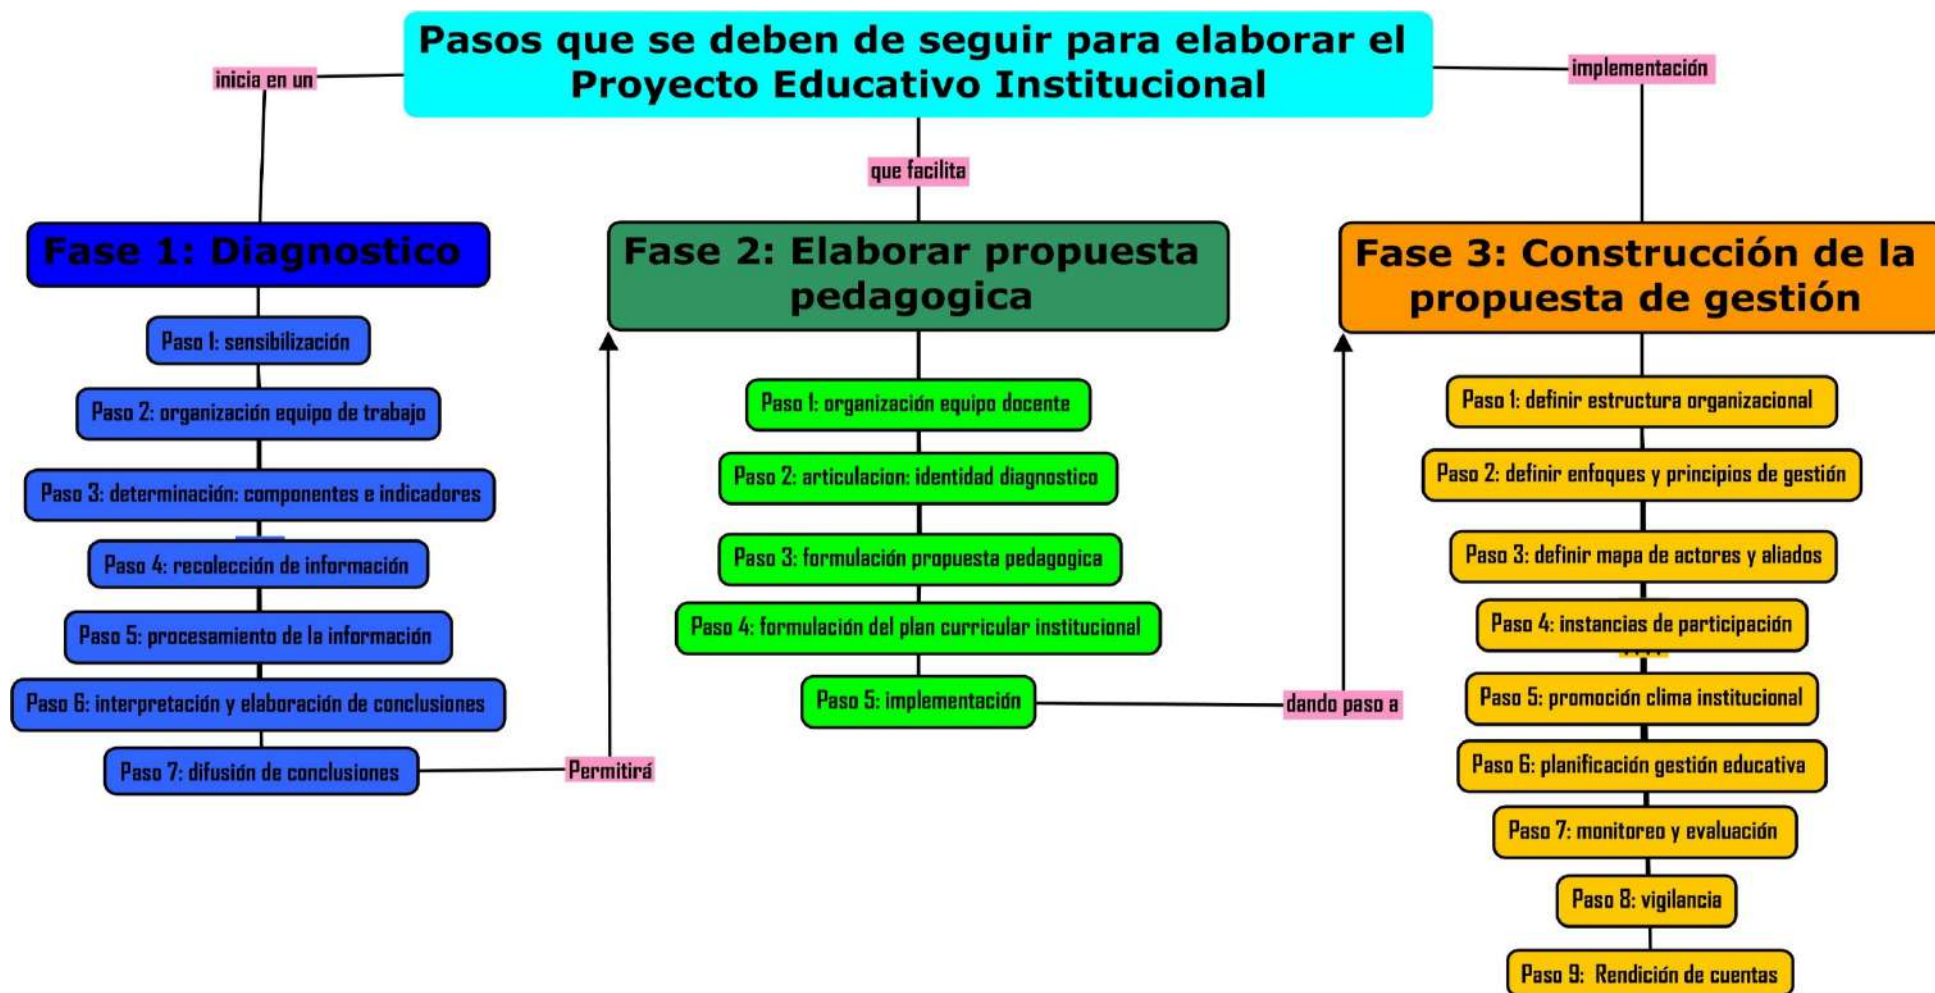 Pasos que se deben de seguir para elaborar el
Proyecto Educativo Institucional
inicia en un
implementación
que facilita
Fase 1: Diagnostico
Paso 1: sensibilización
Paso 2: organización equipo de trabajo
Paso 3: determinación: componentes e indicadores
Paso 4: recolección de información
Paso 5: procesamiento de la información
Paso 6: interpretación y elaboración de conclusiones
Paso 7: difusión de conclusiones
Permitirá
Fase 2: Elaborar propuesta
pedagogica
Paso 1: organización equipo docente
Paso 2: articulacion: identidad diagnostico
Paso 3: formulación propuesta pedagogica
Paso 4: formulación del plan curricular institucional
Paso 5: implementación
dando paso a
Fase 3: Construcción de la
propuesta de gestión
Paso 1: definir estructura organizacional
Paso 2: definir enfoques y principios de gestión
Paso 3: definir mapa de actores y aliados
Paso 4: instancias de participación
Paso 5: promoción clima institucional
Paso 6: planificación gestión educativa
Paso 7: monitoreo y evaluación
Paso 8: vigilancia
Paso 9: Rendición de cuentas